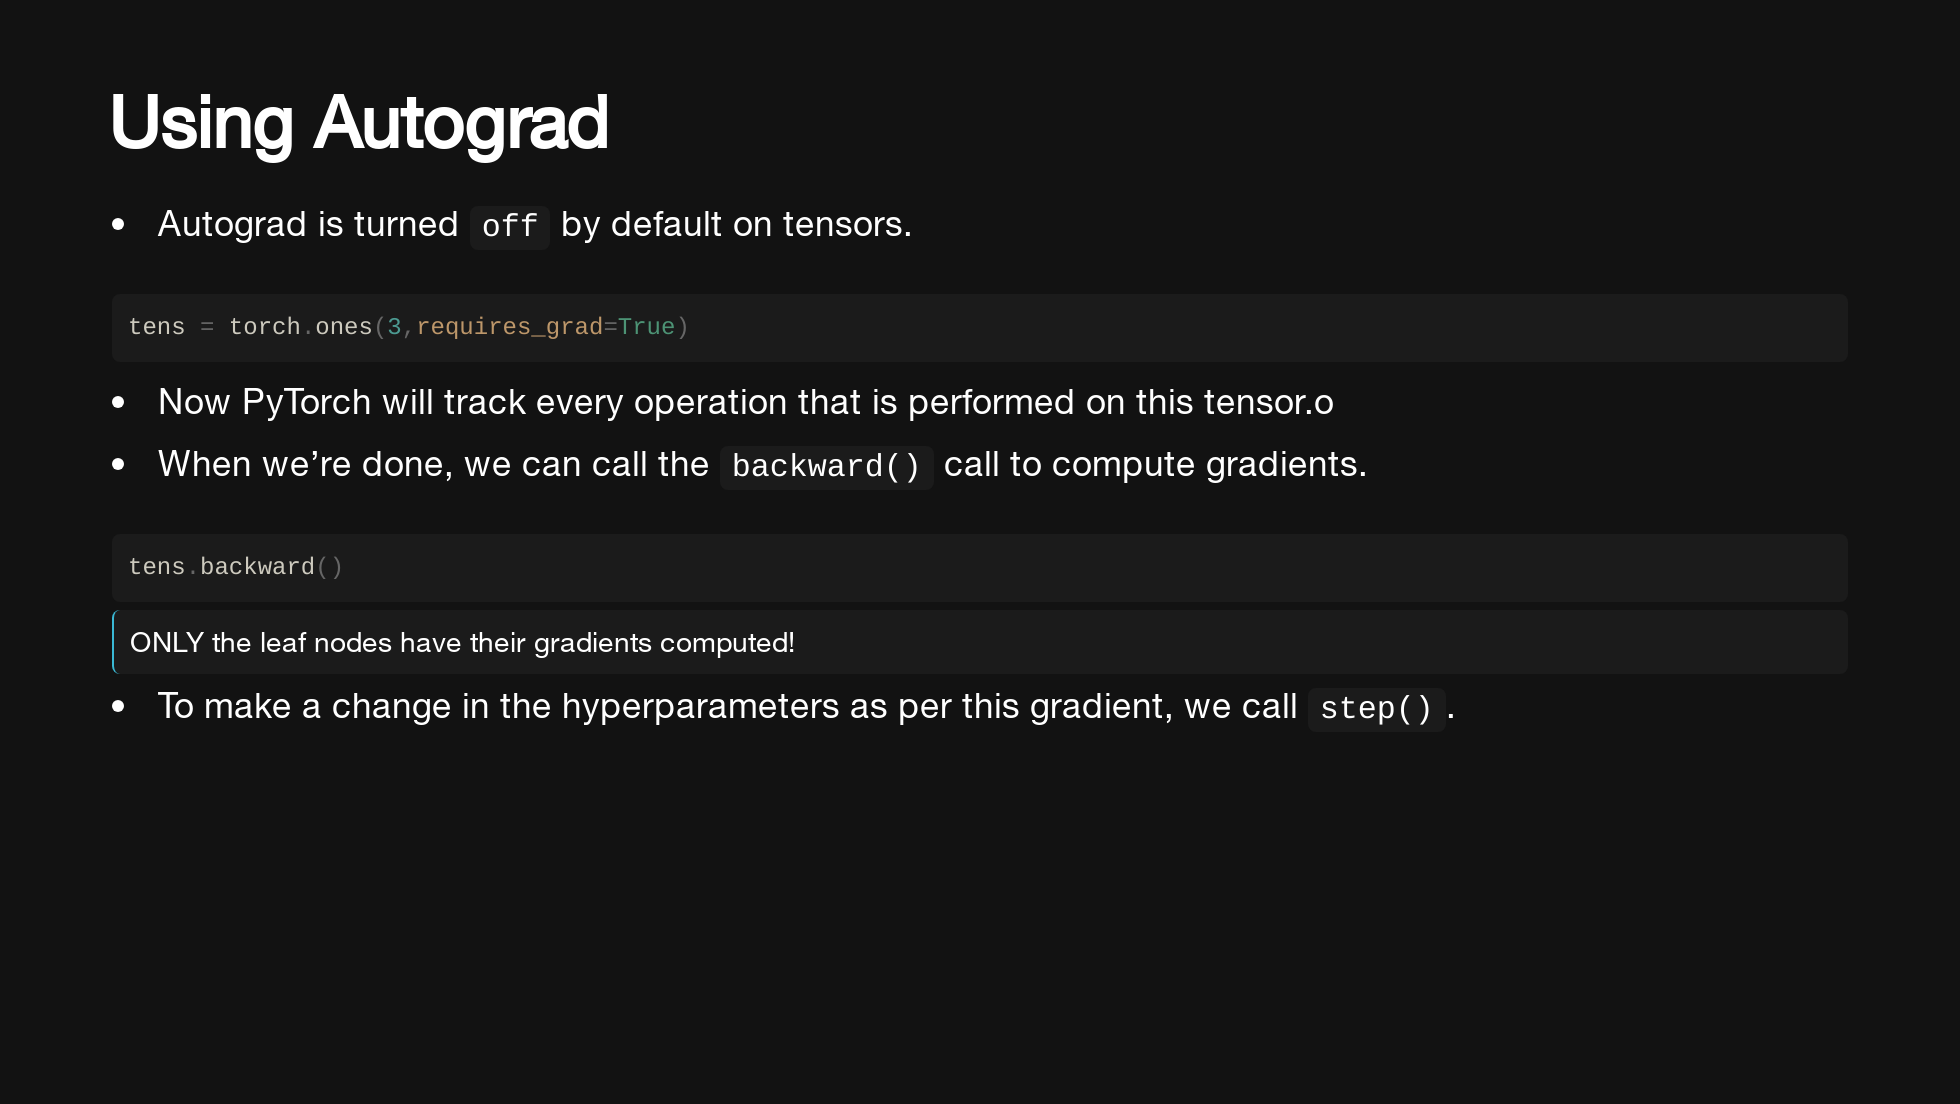 Using Autograd
• Autograd is turned off by default on tensors.
tens = torch.ones(3,requires_grad=True)
• Now PyTorch will track every operation that is performed on this tensor.o
• When we’re done, we can call the backward() call to compute gradients.
tens.backward()
ONLY the leaf nodes have their gradients computed!
• To make a change in the hyperparameters as per this gradient, we call step().